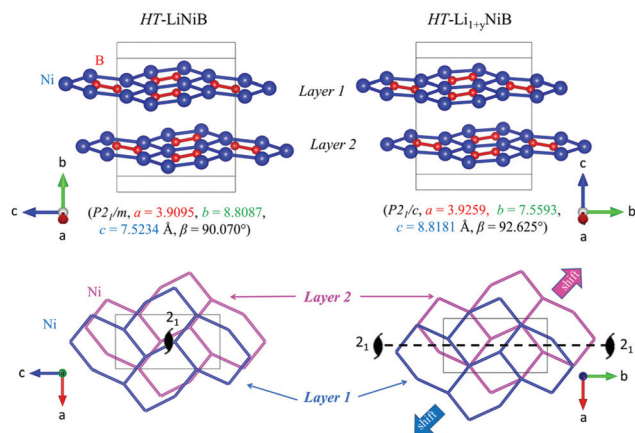 HT-LiNiB
HT-Li1+yNiB
B
Ni
Layer 1
Layer 2
b
c
a
c
b
a
(P21/m, a = 3.9095, b = 8.8087,
c = 7.5234 Å, β = 90.070°)
(P21/c, a = 3.9259, b = 7.5593,
c = 8.8181 Å, β = 92.625°)
Ni
Ni
21
Layer 2
shift
21
21
c
a
a
Layer 1
shift
b
a